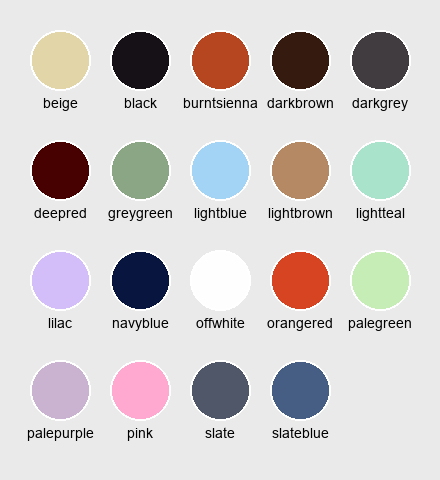 beige black burntsienna darkbrown darkgrey
deepred greygreen lightblue lightbrown lightteal
lilac navyblue offwhite orangered palegreen
palepurple pink slate slateblue